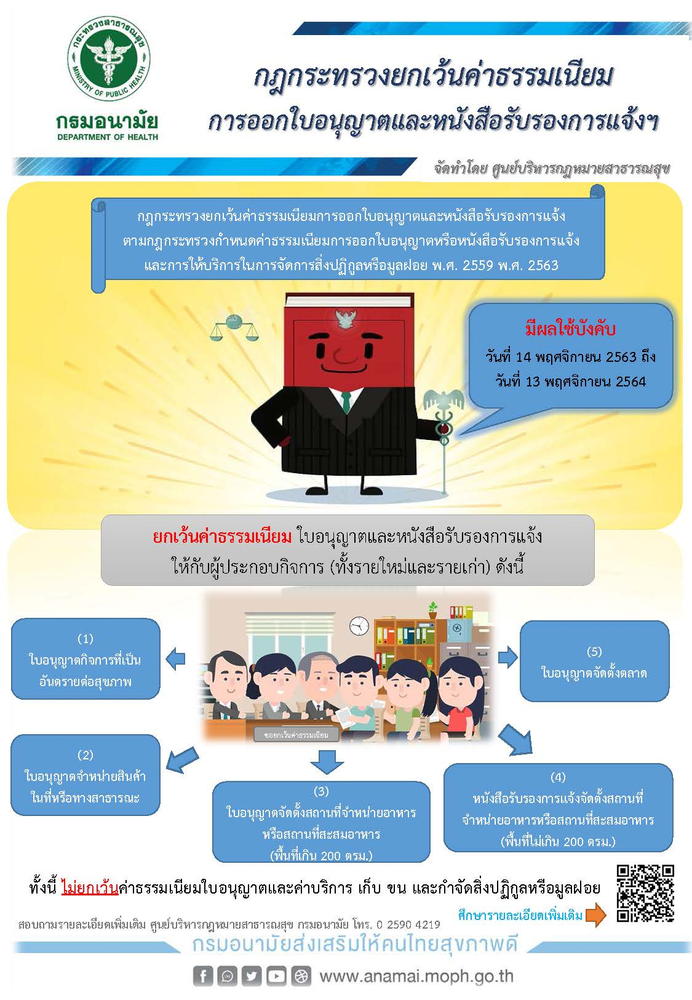 กระทรวงสาธารณสุข
MINISTRY OF PUBLIC HEALTH
กรมอนามัย
DEPARTMENT OF HEALTH
กฎกระทรวงยกเว้นค่าธรรมเนียม
การออกใบอนุญาตและหนังสือรับรองการแจ้งฯ
จัดทำโดย ศูนย์บริหารกฎหมายสาธารณสุข
กฎกระทรวงยกเว้นค่าธรรมเนียมการออกใบอนุญาตและหนังสือรับรองการแจ้ง
ตามกฎกระทรวงกำหนดค่าธรรมเนียมการออกใบอนุญาตหรือหนังสือรับรองการแจ้ง
และการให้บริการในการจัดการสิ่งปฏิกูลหรือมูลฝอย พ.ศ. 2559 พ.ศ. 2563
มีผลใช้บังคับ
วันที่ 14 พฤศจิกายน 2563 ถึง
วันที่ 13 พฤศจิกายน 2564
ยกเว้นค่าธรรมเนียม ใบอนุญาตและหนังสือรับรองการแจ้ง
ให้กับผู้ประกอบกิจการ (ทั้งรายใหม่และรายเก่า) ดังนี้
(1)
ใบอนุญาตกิจการที่เป็น
อันตรายต่อสุขภาพ
(5)
ใบอนุญาตจัดตั้งตลาด
ขอยกเว้นค่าธรรมเนียม
(2)
ใบอนุญาตจำหน่ายสินค้า
ในที่หรือทางสาธารณะ
(3)
ใบอนุญาตจัดตั้งสถานที่จำหน่ายอาหาร
หรือสถานที่สะสมอาหาร
(พื้นที่เกิน 200 ตรม.)
(4)
หนังสือรับรองการแจ้งจัดตั้งสถานที่
จำหน่ายอาหารหรือสถานที่สะสมอาหาร
(พื้นที่ไม่เกิน 200 ตรม.)
ทั้งนี้ ไม่ยกเว้นค่าธรรมเนียมใบอนุญาตและค่าบริการ เก็บ ขน และกำจัดสิ่งปฏิกูลหรือมูลฝอย
ศึกษารายละเอียดเพิ่มเติม
สอบถามรายละเอียดเพิ่มเติม ศูนย์บริหารกฎหมายสาธารณสุข กรมอนามัย โทร. 0 2590 4219
กรมอนามัยส่งเสริมให้คนไทยสุขภาพดี
www.anamai.moph.go.th